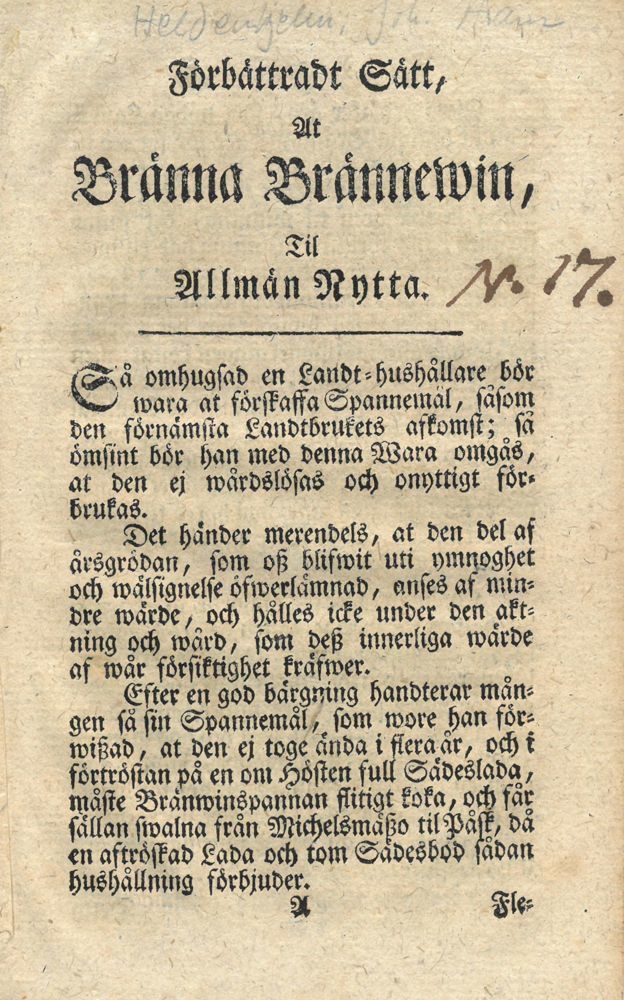 Förbättradt Sätt,
At
Bränna Brännewin,
Til
Allmän Nytta.
No. 17.
Så omhugsad en Landt-hushållare bör
wara at förskaffa Spannemål, såsom
den förnämsta Landtbrukets afkomst; så
ömsint bör han med denna Wara omgås,
at den ej wårdslösas och onyttigt för-
brukas.
Det händer merendels, at den del af
årsgrödan, som oß blifwit uti ymnoghet
och wälsignelse öfwerlämnad, anses af min-
dre wärde, och hålles icke under den akt-
ning och wård, som deß innerliga wärde
af wår försiktighet kräfwer.
Efter en god bärgning handterar mån-
gen så sin Spannemål, som wore han för-
wißad, at den ej toge ända i flera år, och i
förtröstan på en om Hösten full Sädeslada,
måste Bränwinspannan flitigt koka, och får
sällan swalna från Michelsmäßo til Påsk, då
en aftröskad Lada och tom Sädesbod sådan
hushållning förbjuder.
A
Fle-